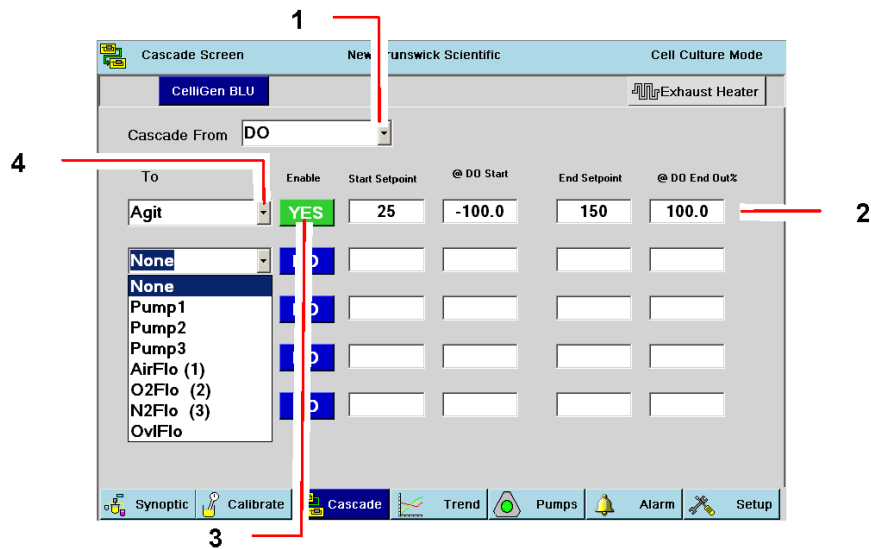 1
Cascade Screen New Brunswick Scientific Cell Culture Mode
CelliGen BLU Exhaust Heater
Cascade From DO
4
To Enable Start Setpoint @ DO Start End Setpoint @ DO End Out%
Agit YES 25 -100.0 150 100.0 2
None
None
Pump1
Pump2
Pump3
AirFlo (1)
O2Flo (2)
N2Flo (3)
OvlFlo
Synoptic Calibrate Cascade Trend Pumps Alarm Setup
3